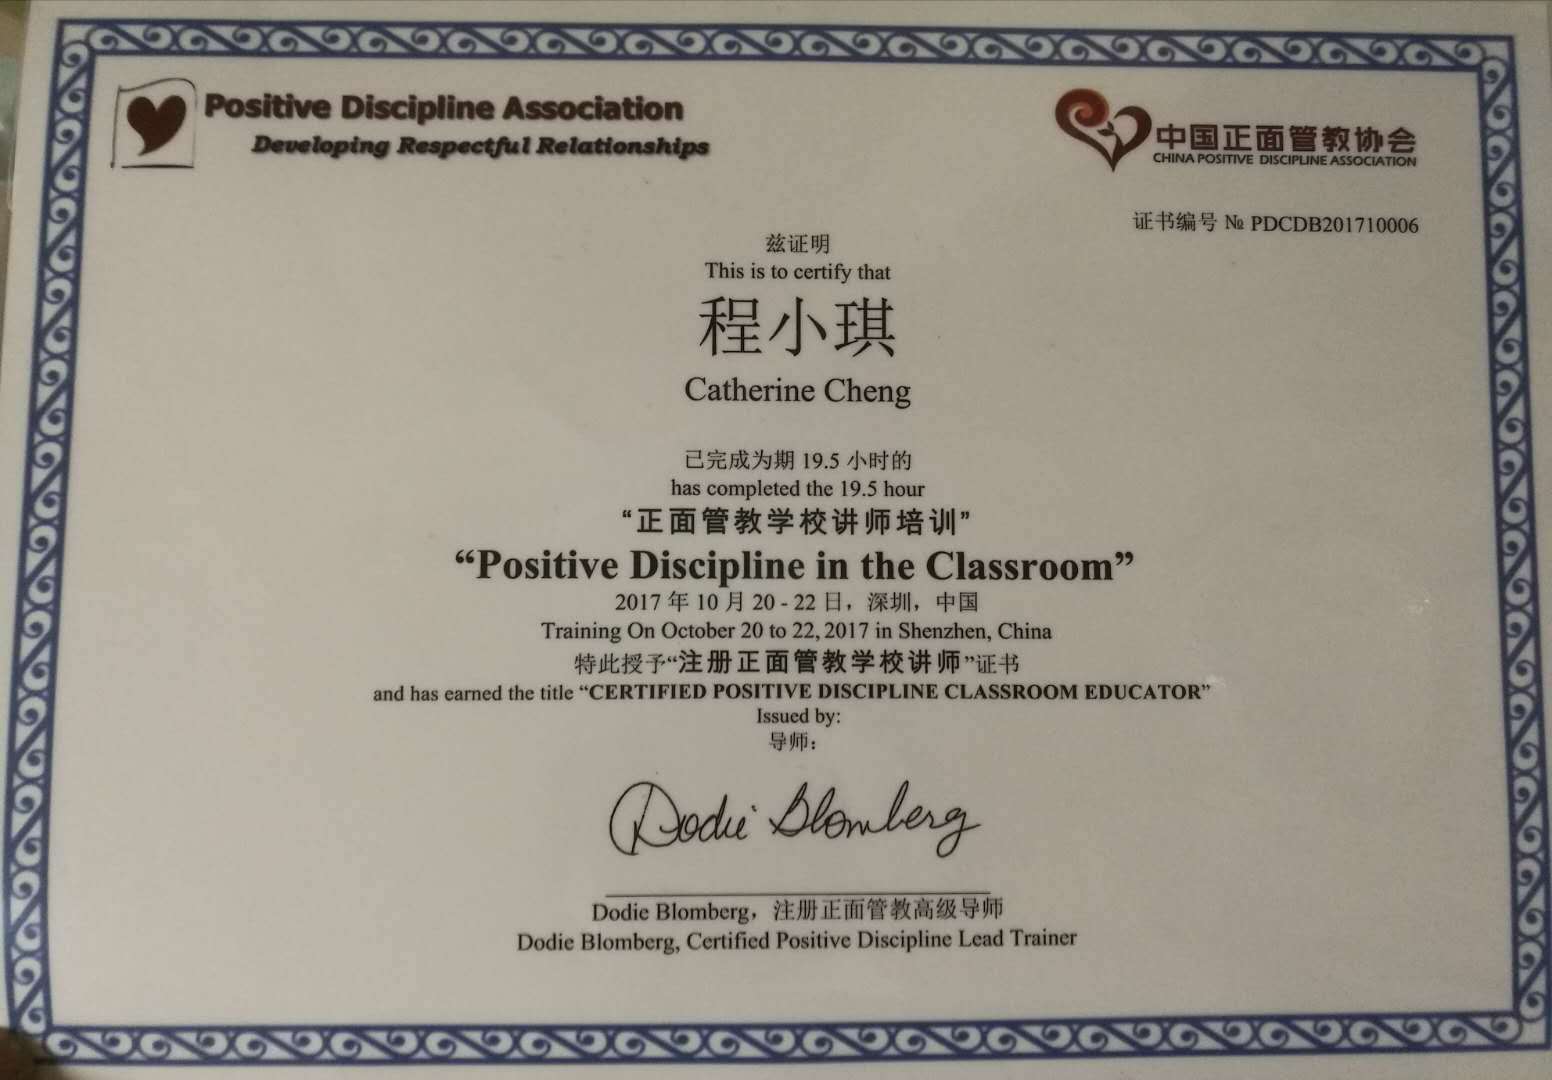 Positive Discipline Association
Developing Respectful Relationships
中国正面管教协会
CHINA POSITIVE DISCIPLINE ASSOCIATION
证书编号 № PDCDB201710006
兹证明
This is to certify that
程小琪
Catherine Cheng
已完成为期 19.5 小时的
has completed the 19.5 hour
“正面管教学校讲师培训”
“Positive Discipline in the Classroom”
2017 年 10 月 20 - 22 日，深圳，中国
Training On October 20 to 22, 2017 in Shenzhen, China
特此授予“注册正面管教学校讲师”证书
and has earned the title “CERTIFIED POSITIVE DISCIPLINE CLASSROOM EDUCATOR”
Issued by:
导师：
Dodie Blomberg
Dodie Blomberg，注册正面管教高级导师
Dodie Blomberg, Certified Positive Discipline Lead Trainer